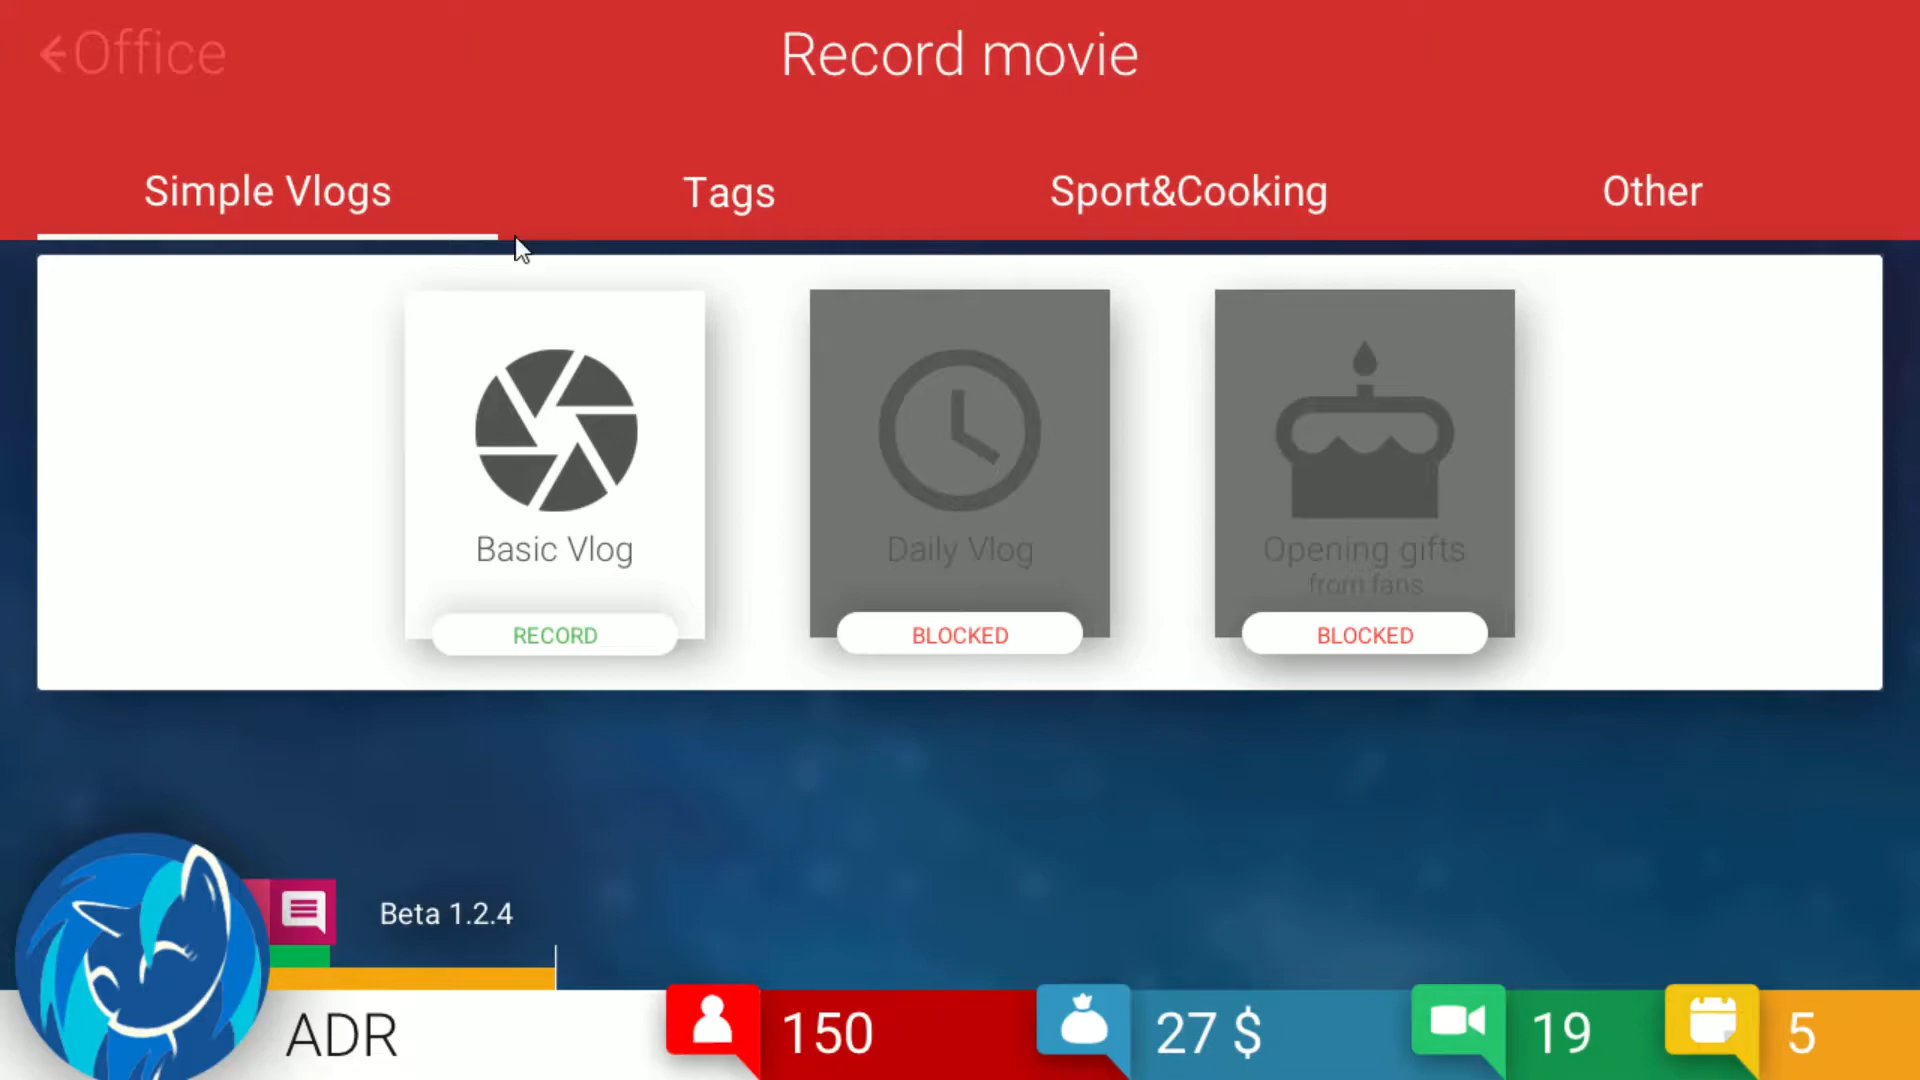 Office
Record movie
Simple Vlogs
Tags
Sport&Cooking
Other
Basic Vlog
Daily Vlog
Opening gifts
from fans
RECORD
BLOCKED
BLOCKED
Beta 1.2.4
ADR
150
27 $
19
5